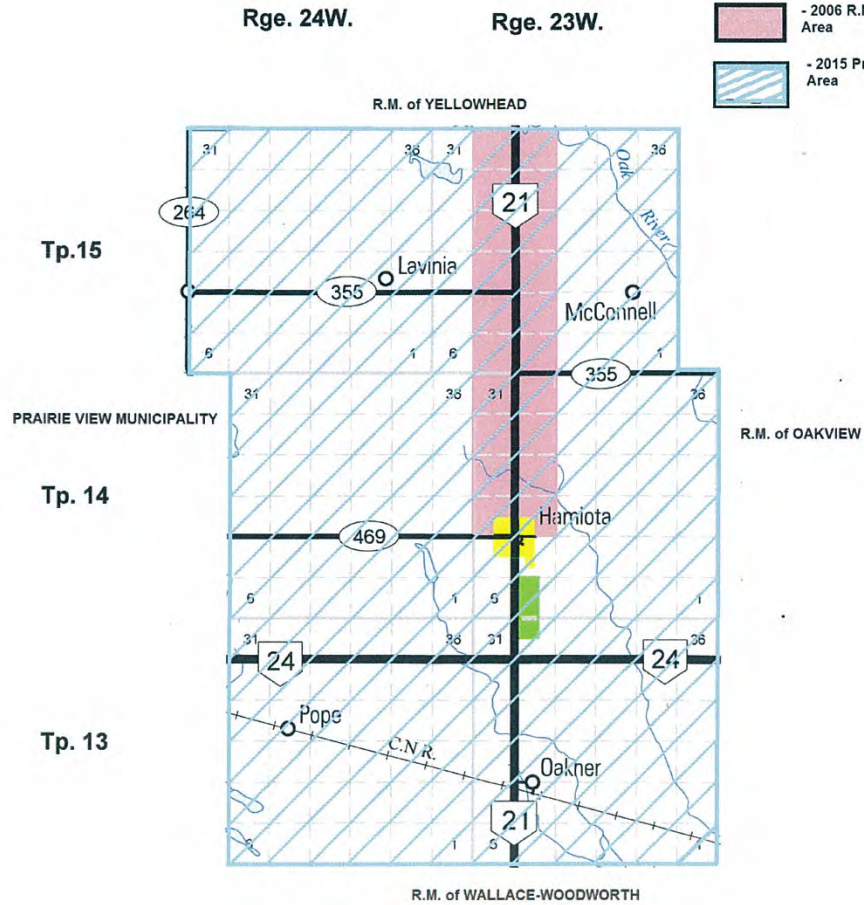 Rge. 24W. Rge. 23W.
- 2006 R.
Area
- 2015 Pr
Area
R.M. of YELLOWHEAD
31 36 31 36
Oak River
264
21
Tp.15
Lavinia
355
McConnell
6 1 6 1
355
31 36 31 36
PRAIRIE VIEW MUNICIPALITY
R.M. of OAKVIEW
Tp. 14
Hamiota
469
6 1 6 1
31 36 31 36
24 24
Pope
C.N.R.
Tp. 13
Oakner
21
6 1 1
R.M. of WALLACE-WOODWORTH